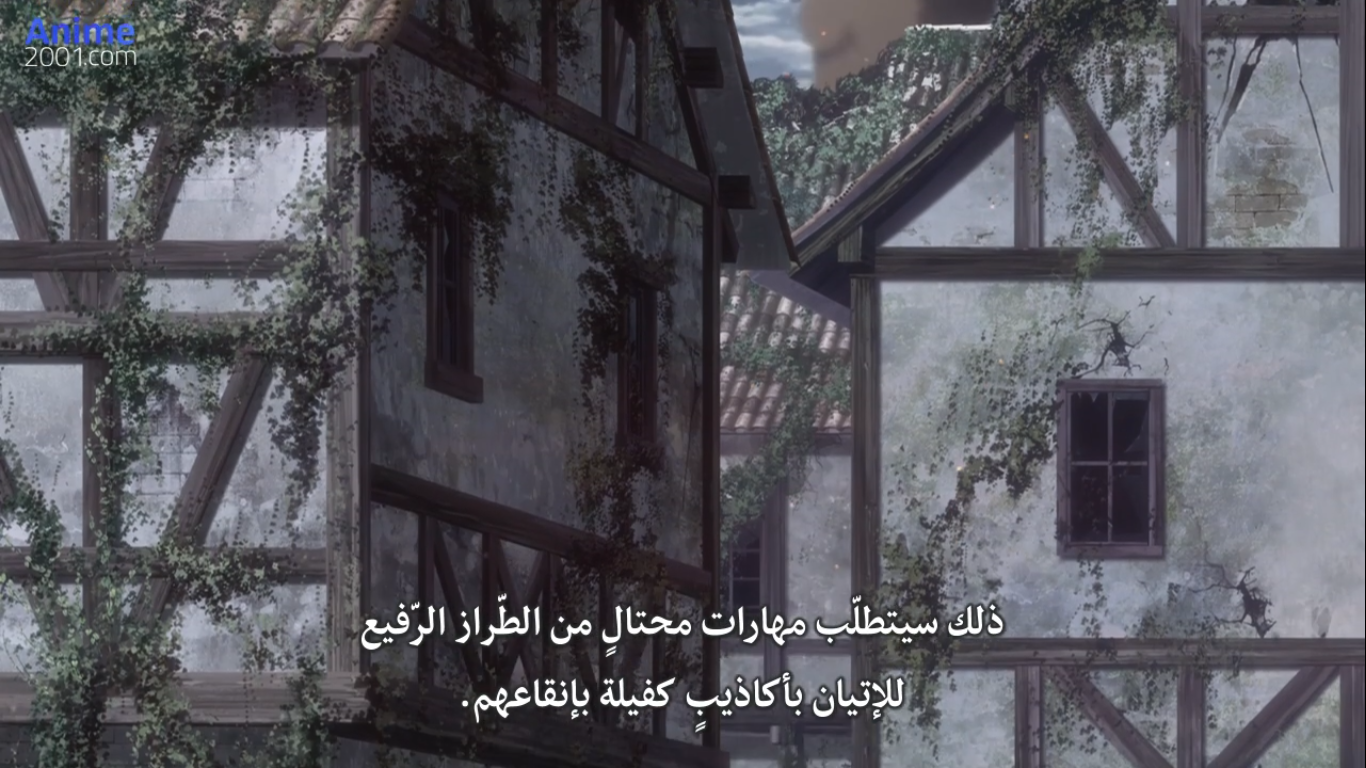 Anime
2001.com
ذلك سيتطلّب مهارات محتالٍ من الطّراز الرّفيع
للإتيان بأكاذيبٍ كفيلة بإنقاعهم.